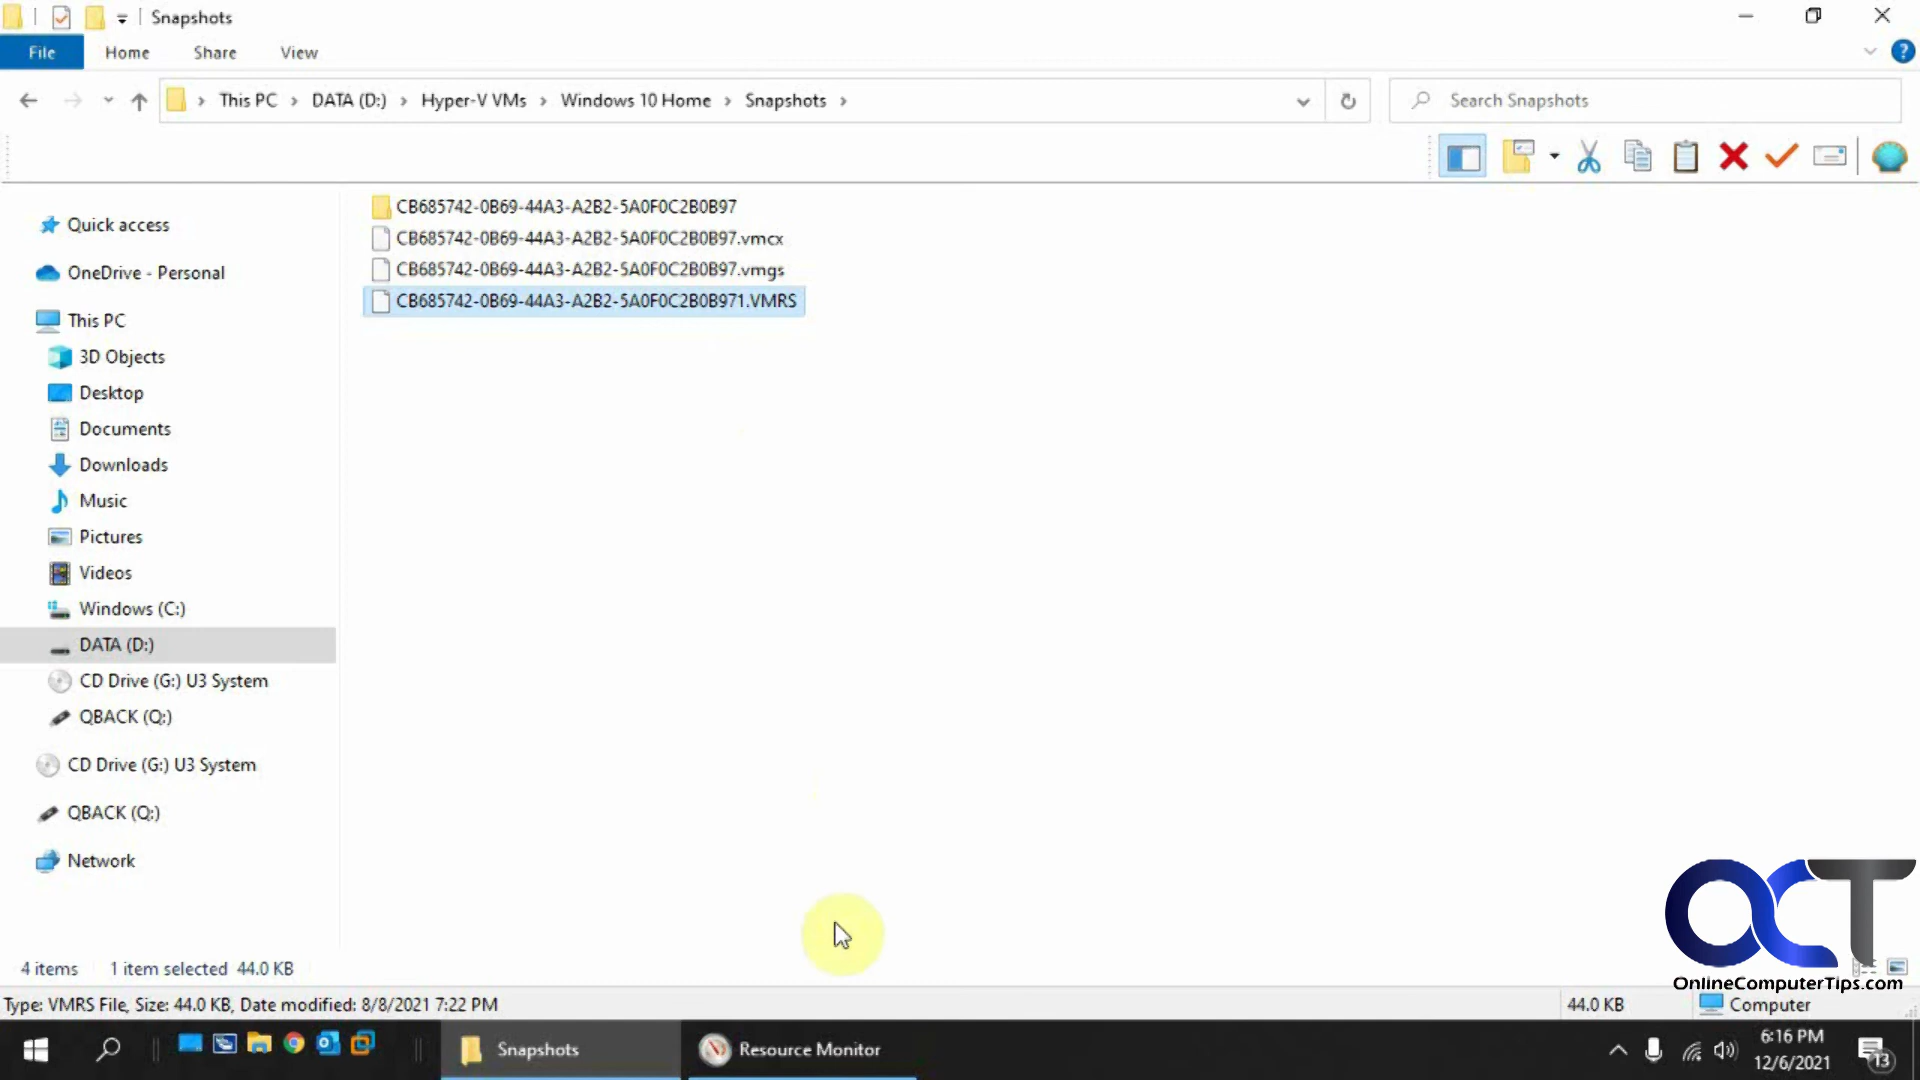 Snapshots
File Home Share View
This PC DATA (D:) Hyper-V VMs Windows 10 Home Snapshots
Search Snapshots
CB685742-0B69-44A3-A2B2-5A0F0C2B0B97
CB685742-0B69-44A3-A2B2-5A0F0C2B0B97.vmcx
CB685742-0B69-44A3-A2B2-5A0F0C2B0B97.vmgs
CB685742-0B69-44A3-A2B2-5A0F0C2B0B971.VMRS
Quick access
OneDrive - Personal
This PC
3D Objects
Desktop
Documents
Downloads
Music
Pictures
Videos
Windows (C:)
DATA (D:)
CD Drive (G:) U3 System
QBACK (Q:)
CD Drive (G:) U3 System
QBACK (Q:)
Network
OCT
OnlineComputerTips.com
4 items 1 item selected 44.0 KB
Type: VMRS File, Size: 44.0 KB, Date modified: 8/8/2021 7:22 PM
44.0 KB
Computer
Snapshots
Resource Monitor
6:16 PM
12/6/2021
13